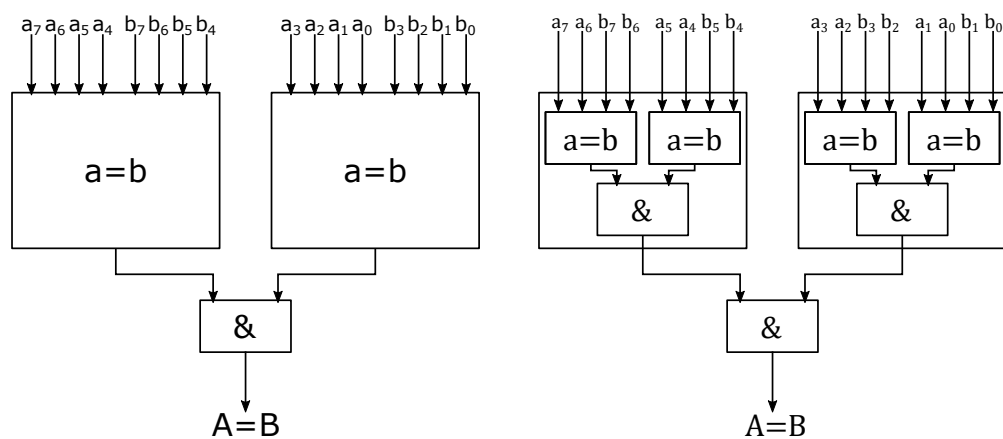 a₇ a₆ a₅ a₄ b₇ b₆ b₅ b₄
a₃ a₂ a₁ a₀ b₃ b₂ b₁ b₀
a=b
a=b
&
A=B
a₇ a₆ b₇ b₆
a₅ a₄ b₅ b₄
a₃ a₂ b₃ b₂
a₁ a₀ b₁ b₀
a=b
a=b
a=b
a=b
&
&
&
A=B